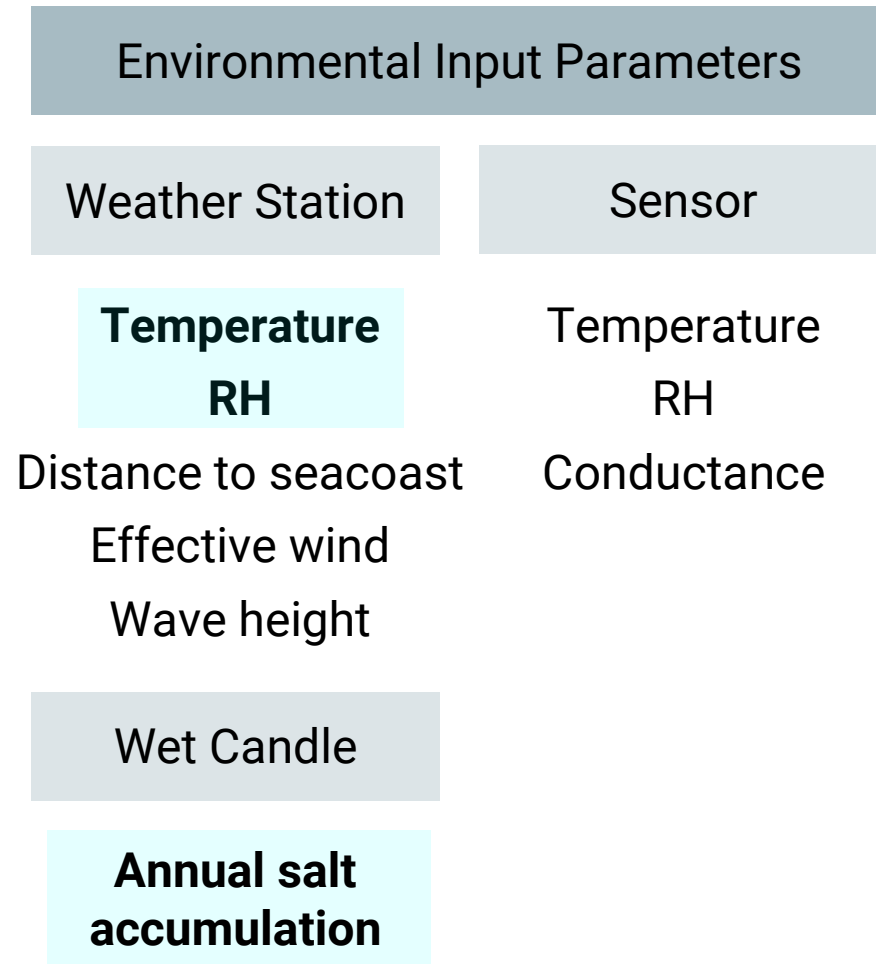 Environmental Input Parameters
Weather Station
Temperature
RH
Distance to seacoast
Effective wind
Wave height
Wet Candle
Annual salt
accumulation
Sensor
Temperature
RH
Conductance